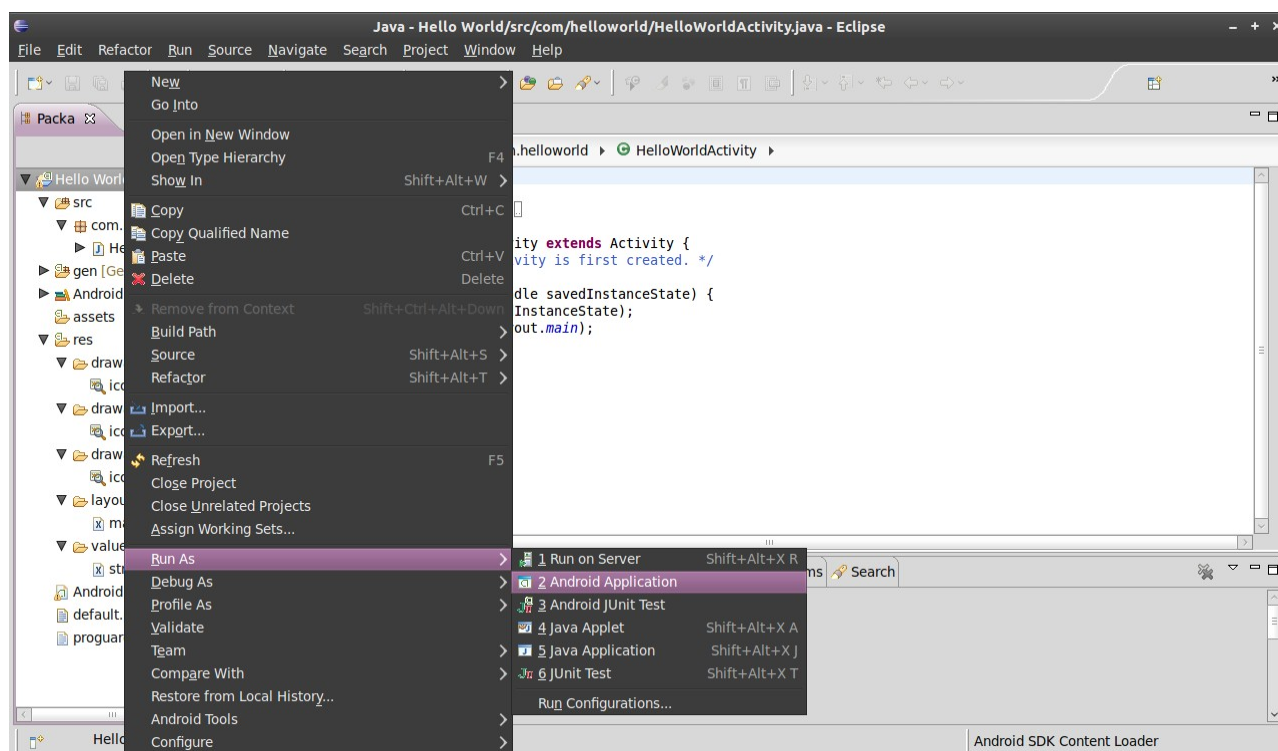 Java - Hello World/src/com/helloworld/HelloWorldActivity.java - Eclipse
File Edit Refactor Run Source Navigate Search Project Window Help
Packa
New
Go Into
Open in New Window
Open Type Hierarchy F4
Show In Shift+Alt+W
Copy Ctrl+C
Copy Qualified Name
Paste Ctrl+V
Delete Delete
Remove from Context Shift+Ctrl+Alt+Down
Build Path
Source Shift+Alt+S
Refactor Shift+Alt+T
Import...
Export...
Refresh F5
Close Project
Close Unrelated Projects
Assign Working Sets...
Run As
Debug As
Profile As
Validate
Team
Compare With
Restore from Local History...
Android Tools
Configure
1 Run on Server Shift+Alt+X R
2 Android Application
3 Android JUnit Test
4 Java Applet Shift+Alt+X A
5 Java Application Shift+Alt+X J
6 JUnit Test Shift+Alt+X T
Run Configurations...
.helloworld HelloWorldActivity
ity extends Activity {
vity is first created. */
dle savedInstanceState) {
InstanceState);
out.main);
Hello Worl
src
com.
He
gen [Ge
Android
assets
res
draw
ico
draw
ico
draw
ico
layou
ma
value
str
Android
default.
proguar
ms Search
Hello
Android SDK Content Loader